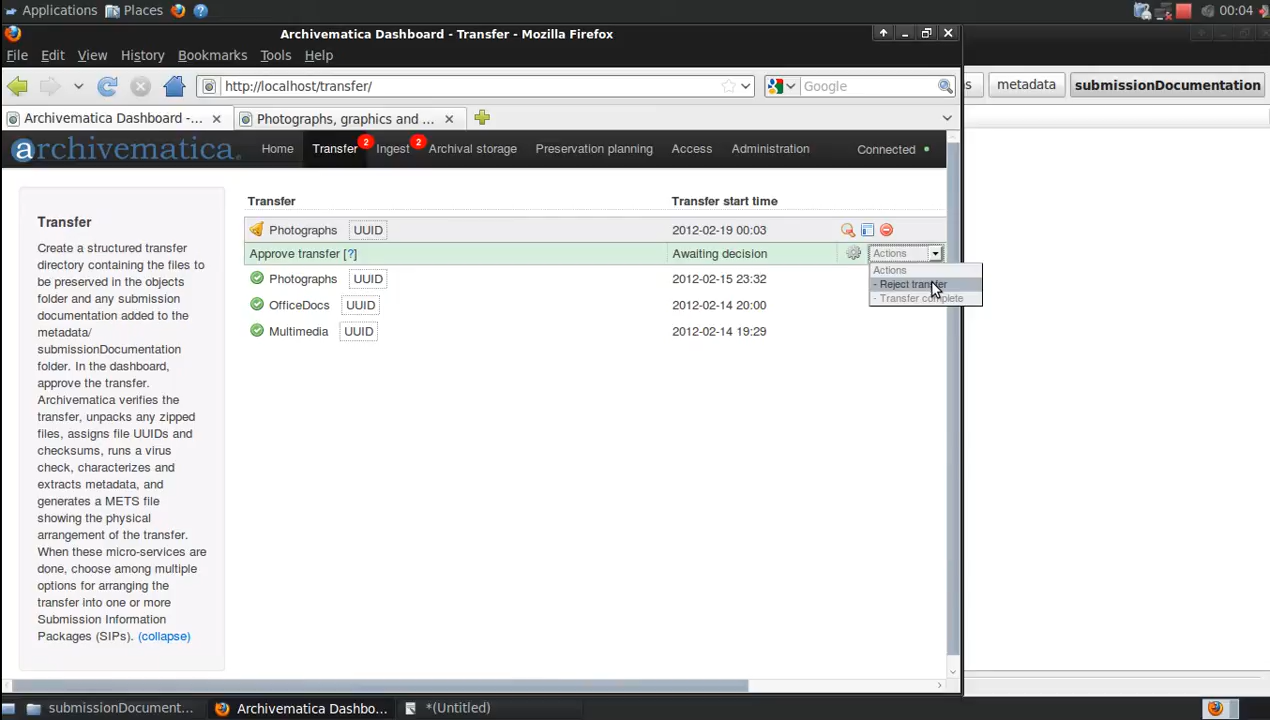 Applications Places 00:04
Archivematica Dashboard - Transfer - Mozilla Firefox
File Edit View History Bookmarks Tools Help
http://localhost/transfer/ Google
metadata submissionDocumentation
Archivematica Dashboard -... Photographs, graphics and ...
archivematica. Home Transfer 2 Ingest 2 Archival storage Preservation planning Access Administration Connected
Transfer
Create a structured transfer
directory containing the files to
be preserved in the objects
folder and any submission
documentation added to the
metadata/
submissionDocumentation
folder. In the dashboard,
approve the transfer.
Archivematica verifies the
transfer, unpacks any zipped
files, assigns file UUIDs and
checksums, runs a virus
check, characterizes and
extracts metadata, and
generates a METS file
showing the physical
arrangement of the transfer.
When these micro-services are
done, choose among multiple
options for arranging the
transfer into one or more
Submission Information
Packages (SIPs). (collapse)
Transfer Transfer start time
Photographs UUID 2012-02-19 00:03
Approve transfer [?] Awaiting decision Actions
Actions
- Reject transfer
- Transfer complete
Photographs UUID 2012-02-15 23:32
OfficeDocs UUID 2012-02-14 20:00
Multimedia UUID 2012-02-14 19:29
submissionDocument... Archivematica Dashbo... *(Untitled)